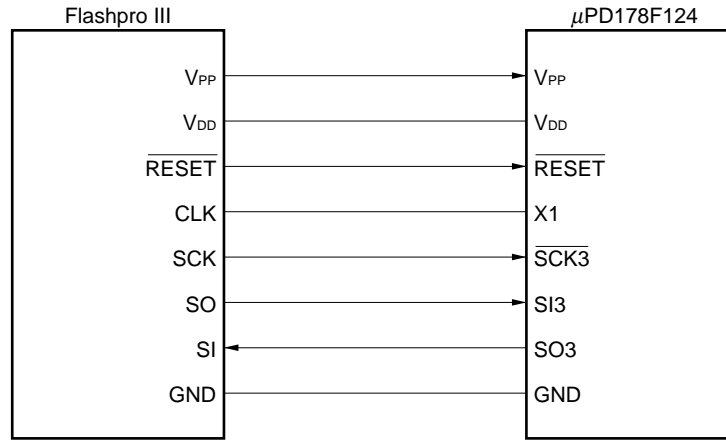 Flashpro III μPD178F124
VPP VPP
VDD VDD
RESET RESET
CLK X1
SCK SCK3
SO SI3
SI SO3
GND GND